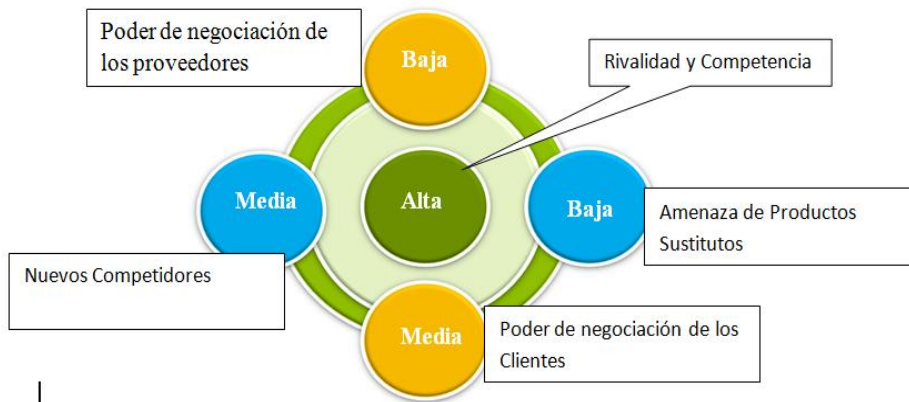 Poder de negociación de
los proveedores
Baja
Rivalidad y Competencia
Media
Alta
Baja
Amenaza de Productos
Sustitutos
Nuevos Competidores
Media
Poder de negociación de los
Clientes